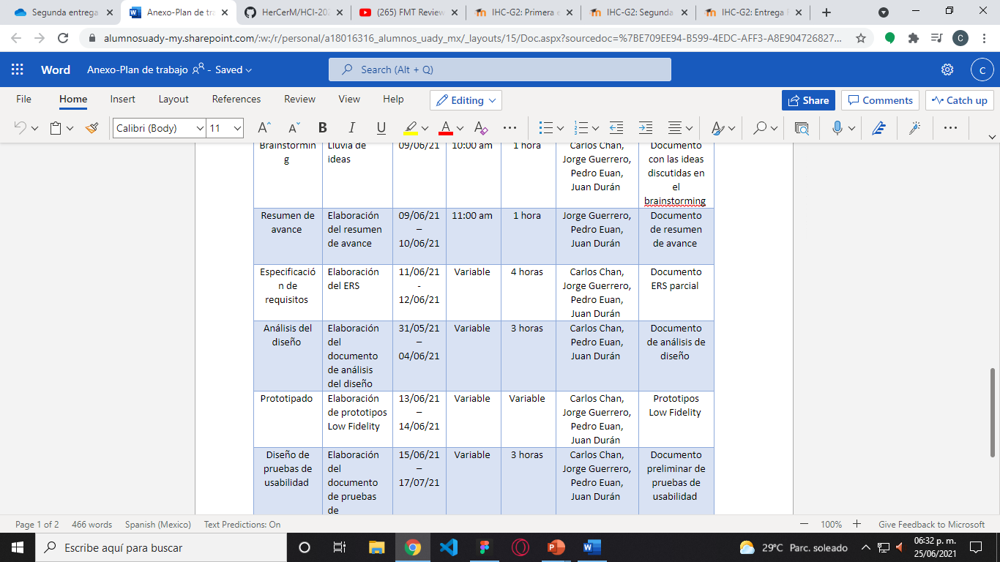 Segunda entrega
Anexo-Plan de tra
HerCerM/HCI-202
(265) FMT Review
IHC-G2: Primera e
IHC-G2: Segunda
IHC-G2: Entrega
alumnosuady-my.sharepoint.com/:w:/r/personal/a18016316_alumnos_uady_mx/_layouts/15/Doc.aspx?sourcedoc=%7BE709EE94-B599-4EDC-AFF3-A8E904726827...
C
Word
Anexo-Plan de trabajo - Saved
Search (Alt + Q)
C
File Home Insert Layout References Review View Help
Editing
Share
Comments
Catch up
Calibri (Body)
11
Brainstormin
g
Lluvia de
ideas
09/06/21
10:00 am
1 hora
Carlos Chan,
Jorge Guerrero,
Pedro Euan,
Juan Durán
Documento
con las ideas
discutidas en
el
brainstorming
Resumen de
avance
Elaboración
del resumen
de avance
09/06/21
–
10/06/21
11:00 am
1 hora
Jorge Guerrero,
Pedro Euan,
Juan Durán
Documento
de resumen
de avance
Especificació
n de
requisitos
Elaboración
del ERS
11/06/21
-
12/06/21
Variable
4 horas
Carlos Chan,
Jorge Guerrero,
Pedro Euan,
Juan Durán
Documento
ERS parcial
Análisis del
diseño
Elaboración
del
documento
de análisis
del diseño
31/05/21
–
04/06/21
Variable
3 horas
Carlos Chan,
Pedro Euan,
Juan Durán
Documento
de análisis de
diseño
Prototipado
Elaboración
de prototipos
Low Fidelity
13/06/21
–
14/06/21
Variable
Variable
Carlos Chan,
Jorge Guerrero,
Pedro Euan,
Juan Durán
Prototipos
Low Fidelity
Diseño de
pruebas de
usabilidad
Elaboración
del
documento
de pruebas
de
15/06/21
–
17/07/21
Variable
3 horas
Carlos Chan,
Jorge Guerrero,
Pedro Euan,
Juan Durán
Documento
preliminar de
pruebas de
usabilidad
Page 1 of 2
466 words
Spanish (Mexico)
Text Predictions: On
100%
Give Feedback to Microsoft
Escribe aquí para buscar
29°C Parc. soleado
06:32 p. m.
25/06/2021